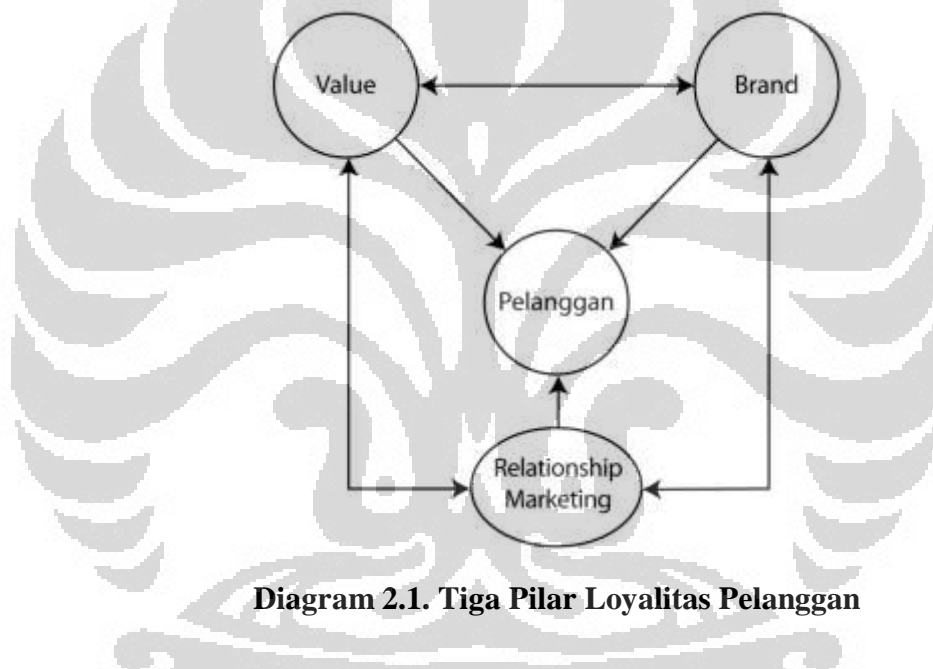 Value
Brand
Pelanggan
Relationship
Marketing
Diagram 2.1. Tiga Pilar Loyalitas Pelanggan